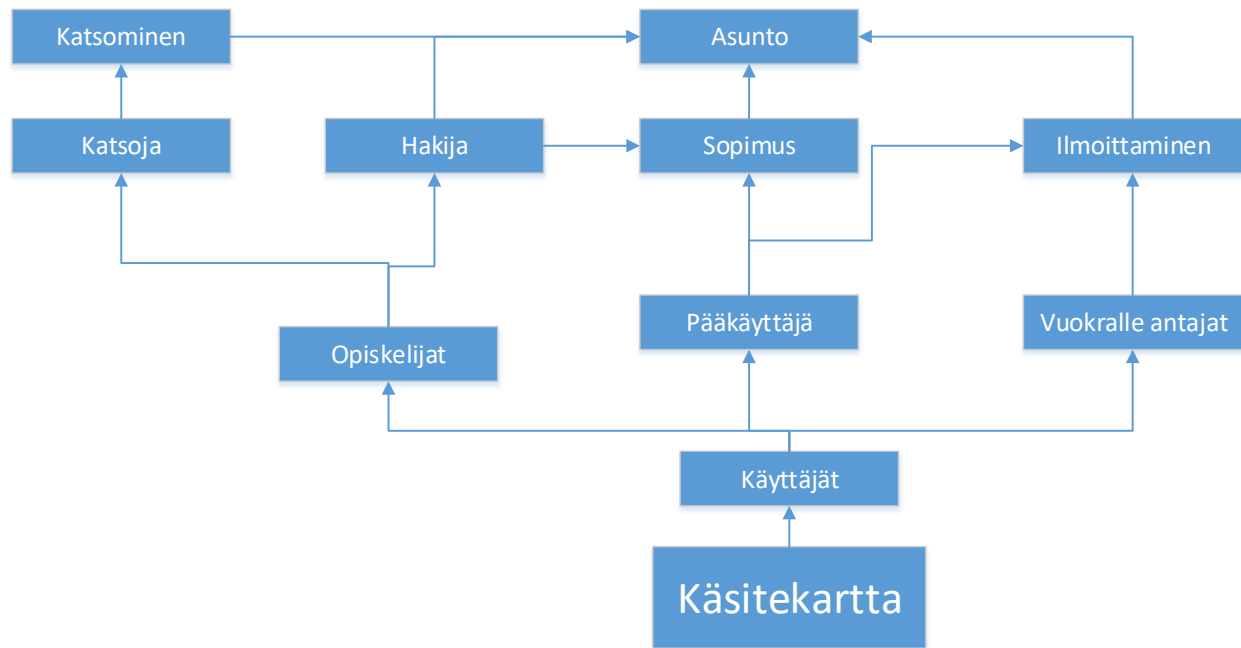 Katsominen
Asunto
Katsoja
Hakija
Sopimus
Ilmoittaminen
Pääkäyttäjä
Vuokralle antajat
Opiskelijat
Käyttäjät
Käsitekartta